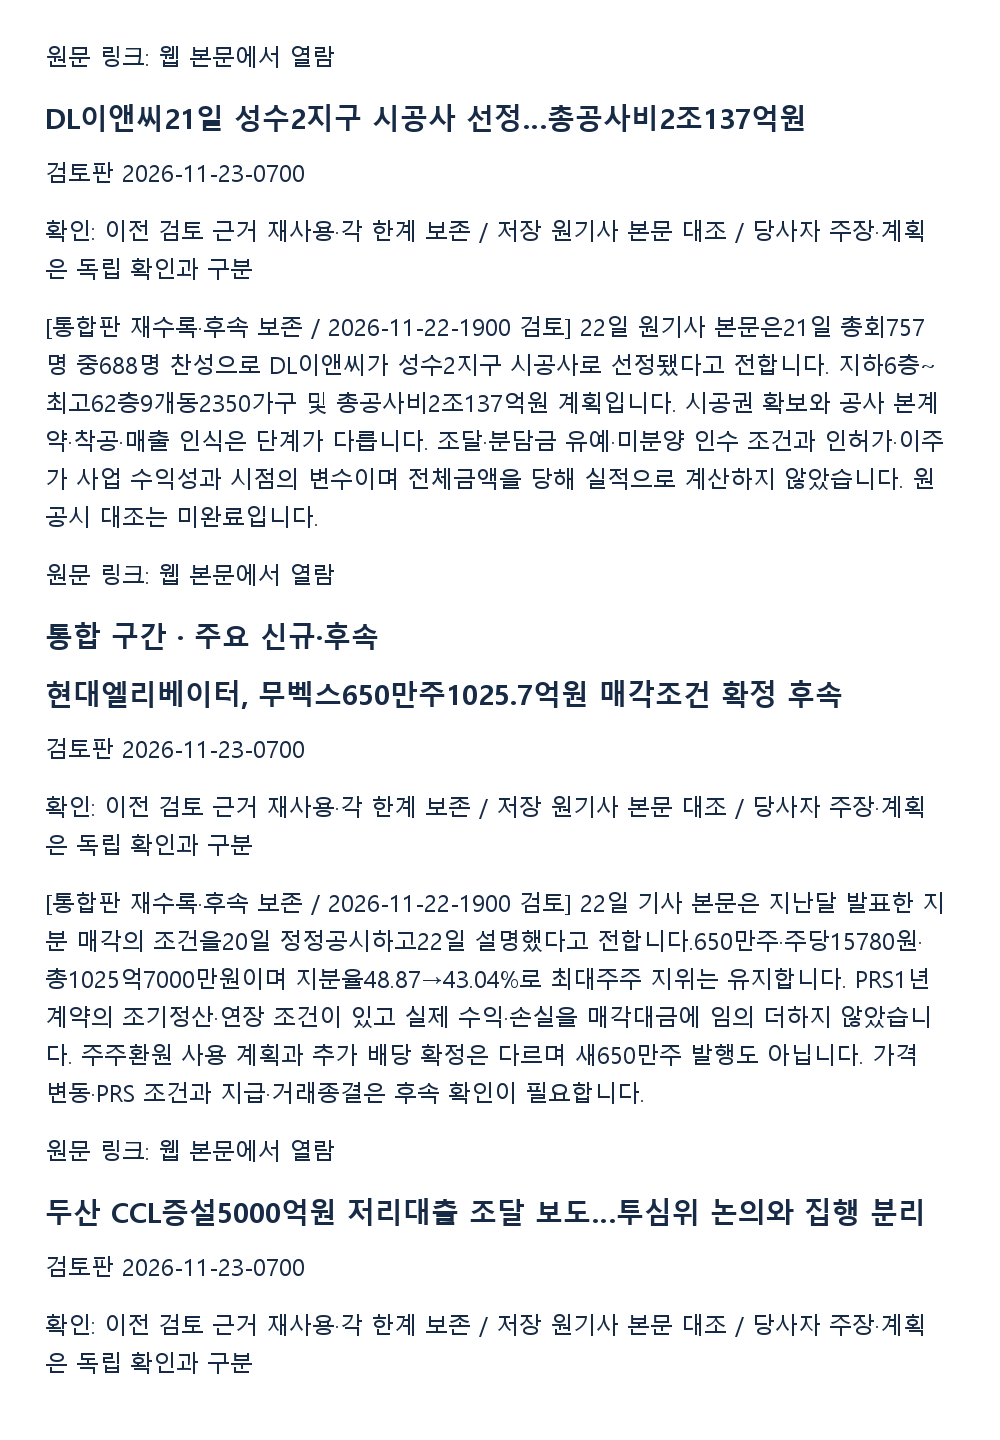 원문 링크: 웹 본문에서 열람
DL이앤씨21일 성수2지구 시공사 선정…총공사비2조137억원
검토판 2026-11-23-0700
확인: 이전 검토 근거 재사용·각 한계 보존 / 저장 원기사 본문 대조 / 당사자 주장·계획
은 독립 확인과 구분
[통합판 재수록·후속 보존 / 2026-11-22-1900 검토] 22일 원기사 본문은21일 총회757
명 중688명 찬성으로 DL이앤씨가 성수2지구 시공사로 선정됐다고 전합니다. 지하6층~
최고62층9개동2350가구 및 총공사비2조137억원 계획입니다. 시공권 확보와 공사 본계
약·착공·매출 인식은 단계가 다릅니다. 조달·분담금 유예·미분양 인수 조건과 인허가·이주
가 사업 수익성과 시점의 변수이며 전체금액을 당해 실적으로 계산하지 않았습니다. 원
공시 대조는 미완료입니다.
원문 링크: 웹 본문에서 열람
통합 구간 · 주요 신규·후속
현대엘리베이터, 무벡스650만주1025.7억원 매각조건 확정 후속
검토판 2026-11-23-0700
확인: 이전 검토 근거 재사용·각 한계 보존 / 저장 원기사 본문 대조 / 당사자 주장·계획
은 독립 확인과 구분
[통합판 재수록·후속 보존 / 2026-11-22-1900 검토] 22일 기사 본문은 지난달 발표한 지
분 매각의 조건을20일 정정공시하고22일 설명했다고 전합니다.650만주·주당15780원·
총1025억7000만원이며 지분율48.87→43.04%로 최대주주 지위는 유지합니다. PRS1년
계약의 조기정산·연장 조건이 있고 실제 수익·손실을 매각대금에 임의 더하지 않았습니
다. 주주환원 사용 계획과 추가 배당 확정은 다르며 새650만주 발행도 아닙니다. 가격
변동·PRS 조건과 지급·거래종결은 후속 확인이 필요합니다.
원문 링크: 웹 본문에서 열람
두산 CCL증설5000억원 저리대출 조달 보도…투심위 논의와 집행 분리
검토판 2026-11-23-0700
확인: 이전 검토 근거 재사용·각 한계 보존 / 저장 원기사 본문 대조 / 당사자 주장·계획
은 독립 확인과 구분